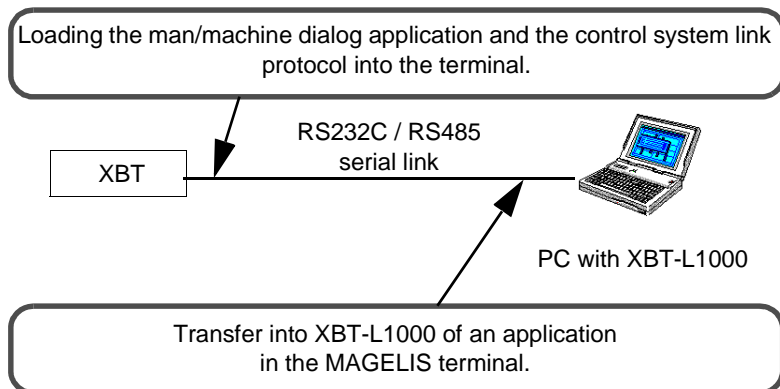 Loading the man/machine dialog application and the control system link
protocol into the terminal.
RS232C / RS485
serial link
XBT
PC with XBT-L1000
Transfer into XBT-L1000 of an application
in the MAGELIS terminal.